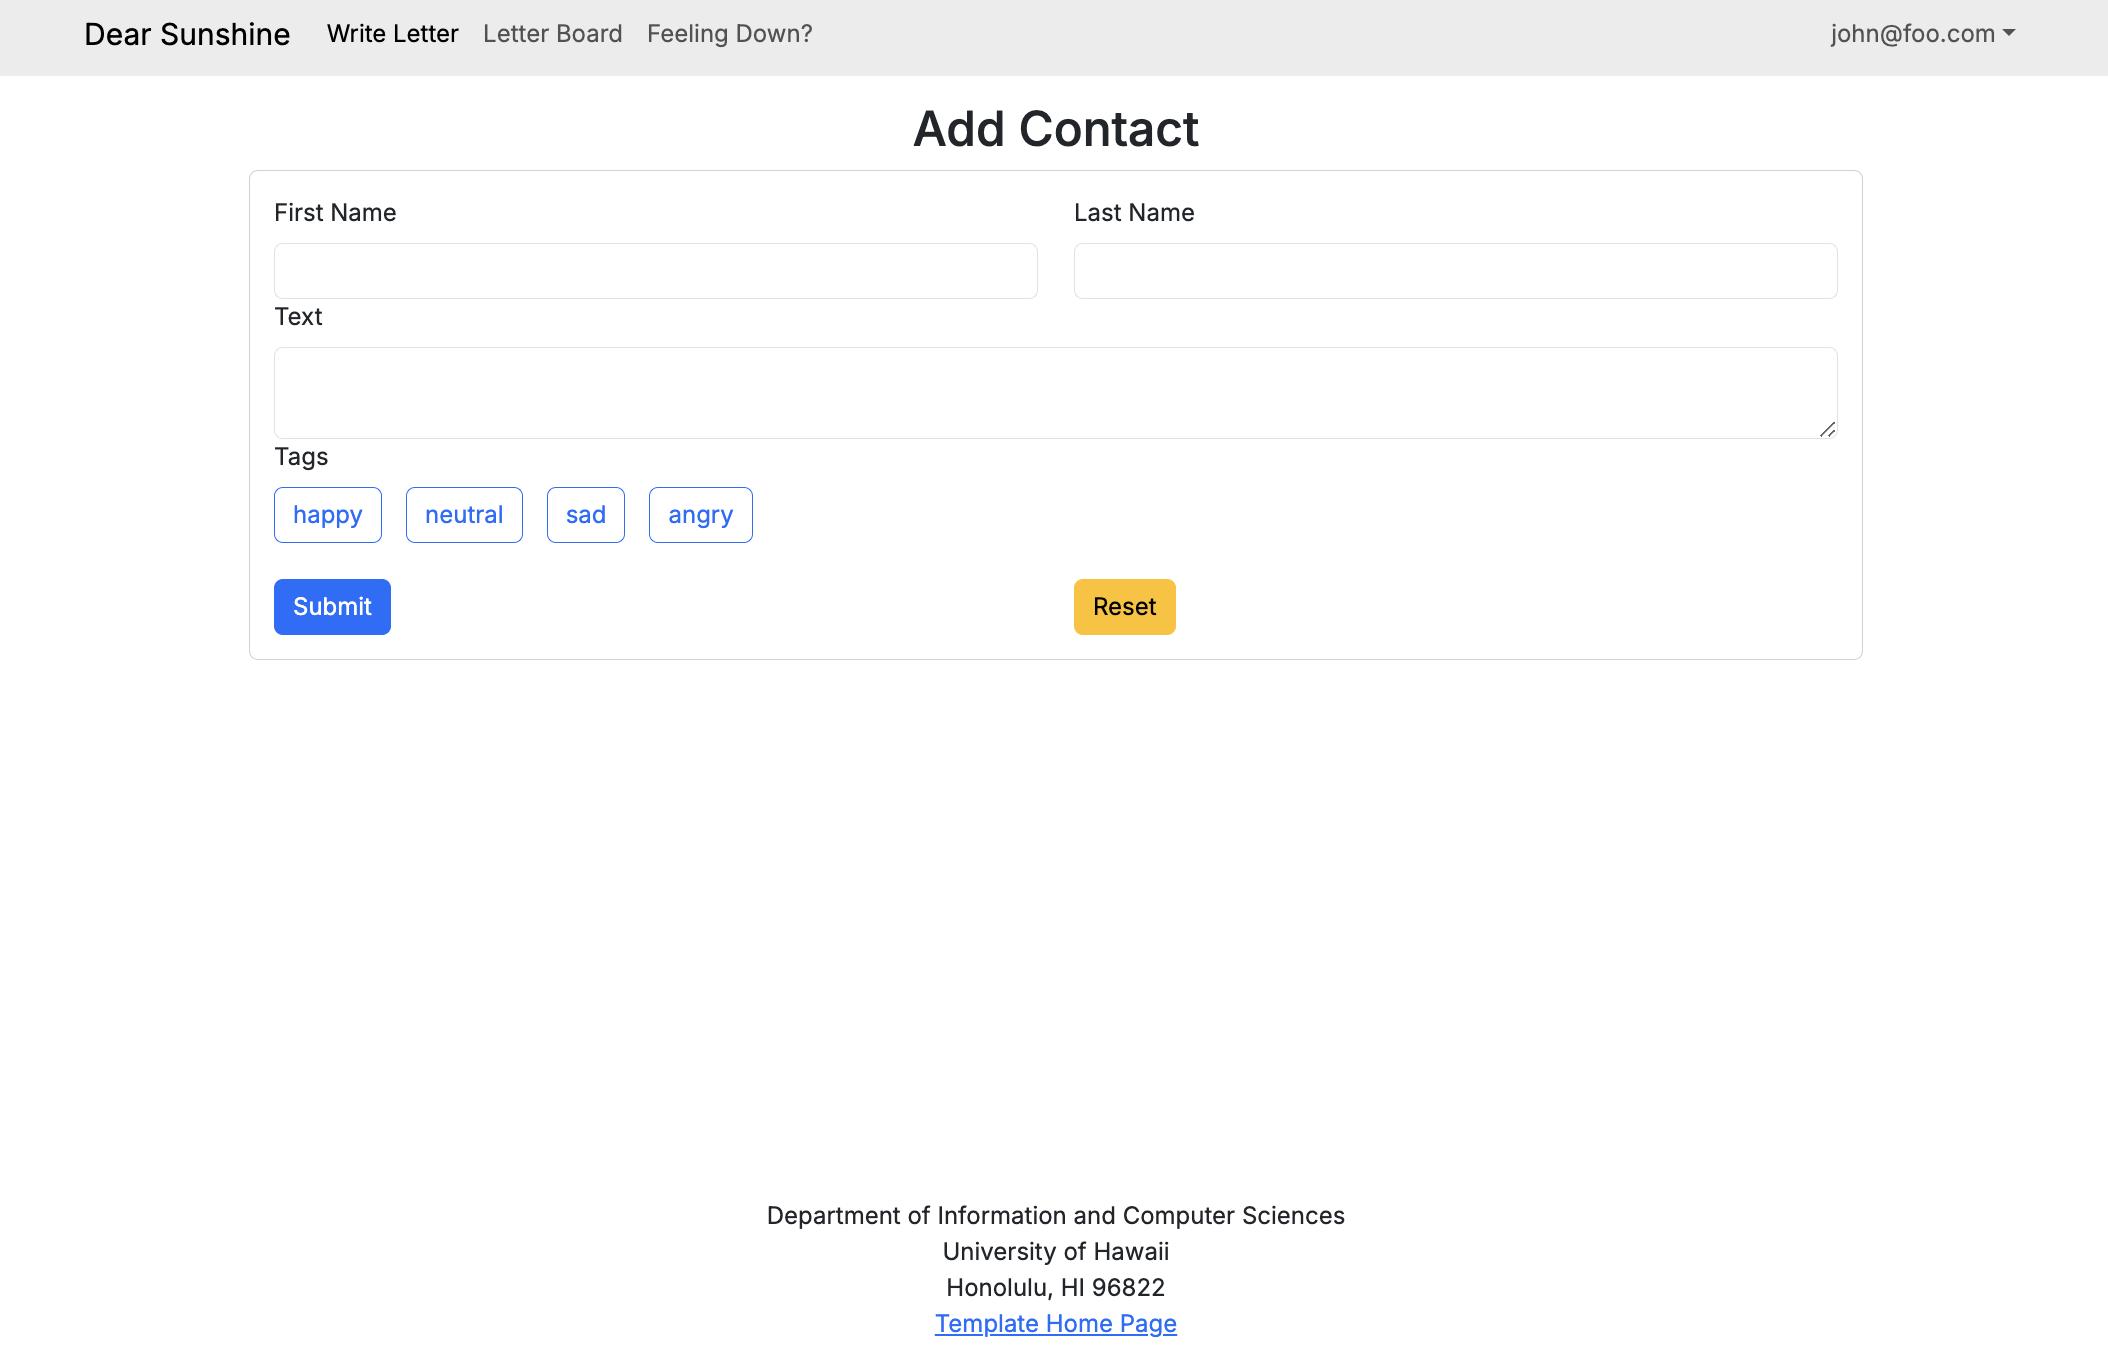 Dear Sunshine Write Letter Letter Board Feeling Down? john@foo.com
Add Contact
First Name Last Name
Text
Tags
happy neutral sad angry
Submit Reset
Department of Information and Computer Sciences
University of Hawaii
Honolulu, HI 96822
Template Home Page